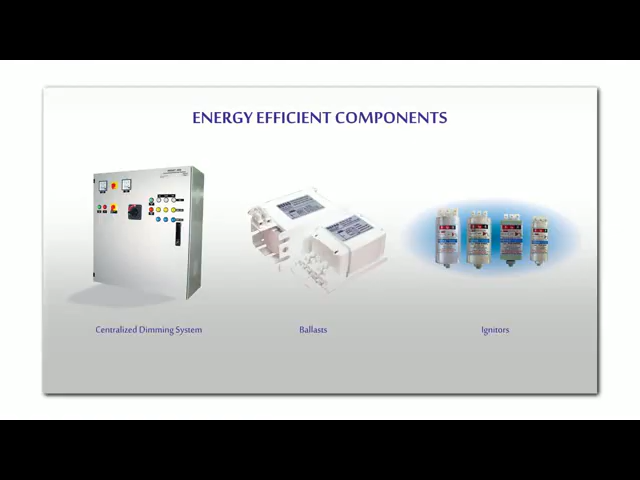 ENERGY EFFICIENT COMPONENTS
Centralized Dimming System
Ballasts
Ignitors